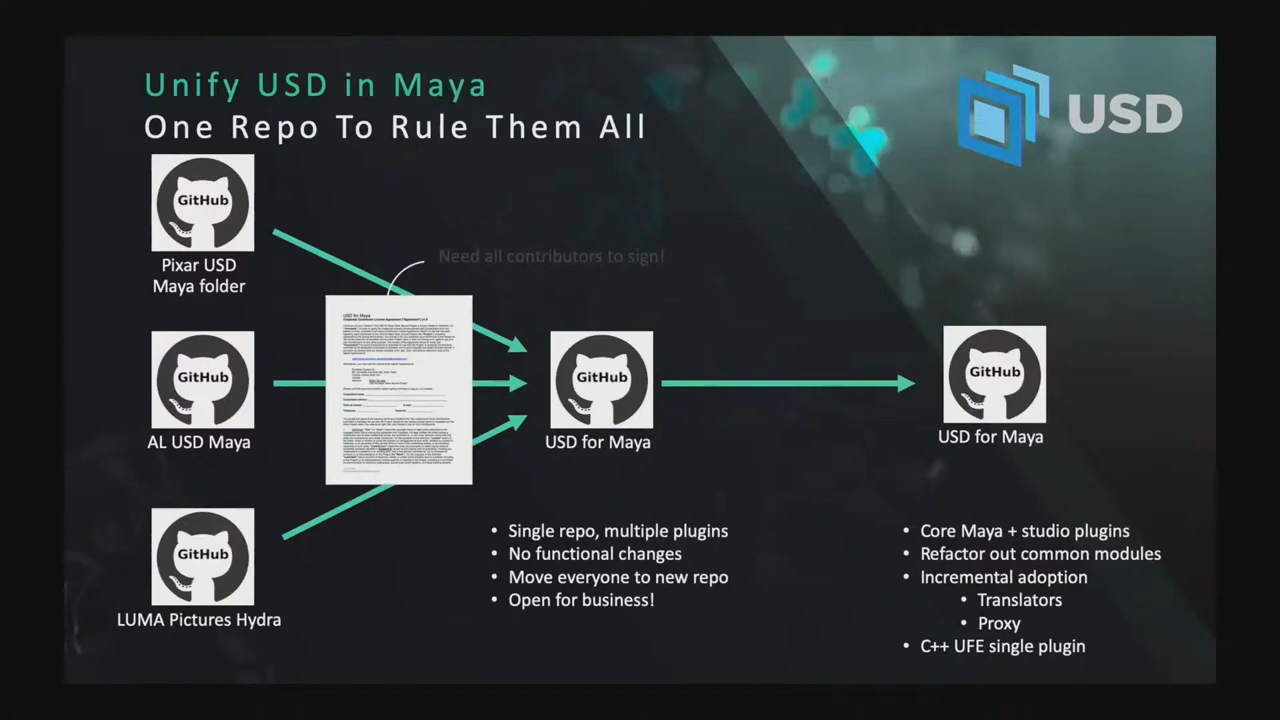 Unify USD in Maya
One Repo To Rule Them All
USD
GitHub
Pixar USD
Maya folder
Need all contributors to sign!
USD for Maya
GitHub
AL USD Maya
GitHub
USD for Maya
GitHub
USD for Maya
GitHub
LUMA Pictures Hydra
• Single repo, multiple plugins
• No functional changes
• Move everyone to new repo
• Open for business!
• Core Maya + studio plugins
• Refactor out common modules
• Incremental adoption
• Translators
• Proxy
• C++ UFE single plugin